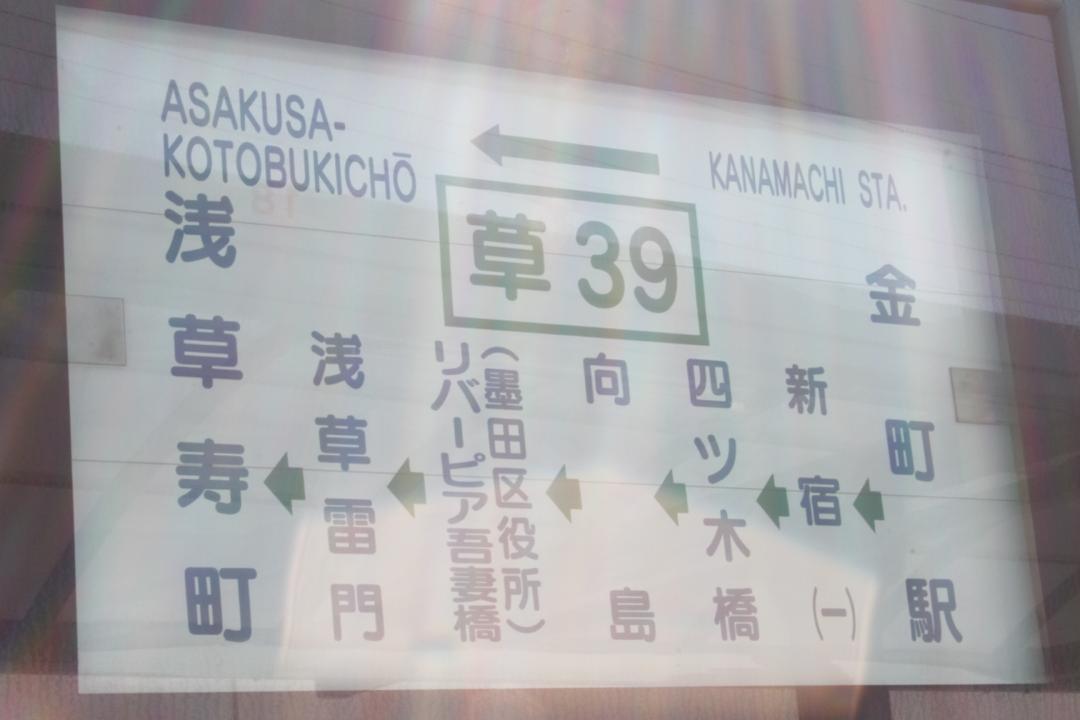 ASAKUSA-
KOTOBUKICHŌ
KANAMACHI STA.
草39
金町駅
新宿(一)
四ツ木橋
向島
(墨田区役所)
リバーピア吾妻橋
浅草雷門
浅草寿町